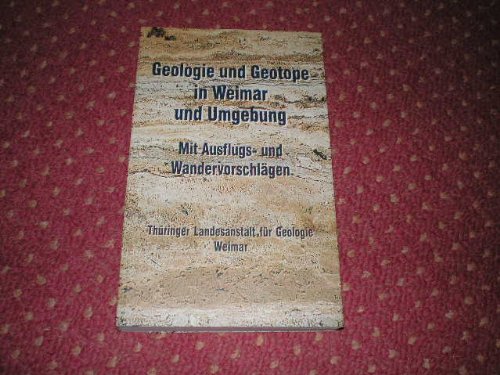 Geologie und Geotope
in Weimar
und Umgebung
Mit Ausflugs- und
Wandervorschlägen
Thüringer Landesanstalt für Geologie
Weimar